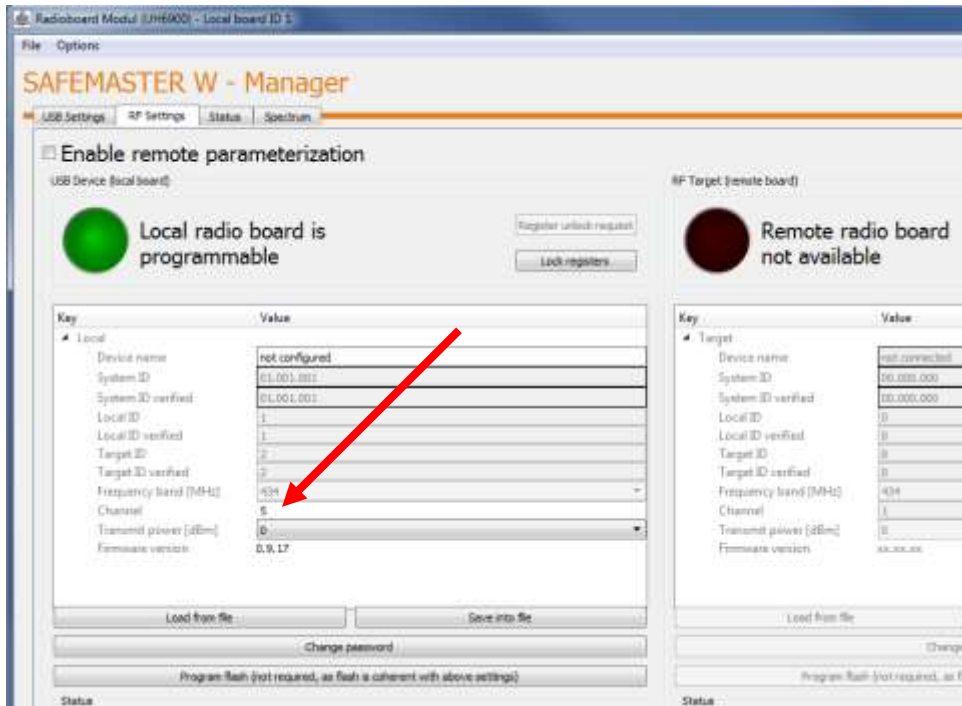 Radioboard Modul (UH6900) - Local board ID 1
File Options
SAFEMASTER W - Manager
USB Settings RF Settings Status Spectrum
Enable remote parameterization
USB Device (local board)
Local radio board is
programmable
Register unlock request
Lock registers
Key Value
Local
Device name not configured
System ID 01.001.001
System ID verified 01.001.001
Local ID 1
Local ID verified 1
Target ID 2
Target ID verified 2
Frequency band [MHz] 434
Channel 5
Transmit power [dBm] 0
Firmware version 0.9.17
Load from file Save into file
Change password
Program flash (not required, as flash is coherent with above settings)
Status
RF Target (remote board)
Remote radio board
not available
Key Value
Target
Device name not connected
System ID 00.000.000
System ID verified 00.000.000
Local ID 0
Local ID verified 0
Target ID 0
Target ID verified 0
Frequency band [MHz] 434
Channel 1
Transmit power [dBm] 0
Firmware version xx.xx.xx
Load from file
Change
Program flash (not required, as f
Status